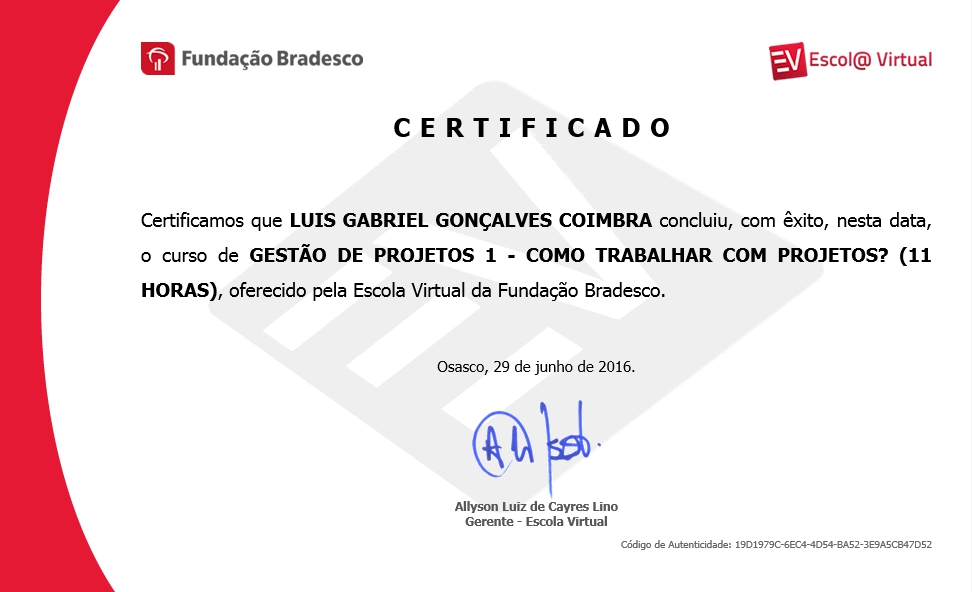 Fundação Bradesco
EV Escol@ Virtual
CERTIFICADO
Certificamos que LUIS GABRIEL GONÇALVES COIMBRA concluiu, com êxito, nesta data,
o curso de GESTÃO DE PROJETOS 1 - COMO TRABALHAR COM PROJETOS? (11
HORAS), oferecido pela Escola Virtual da Fundação Bradesco.
Osasco, 29 de junho de 2016.
Allyson Luiz de Cayres Lino
Gerente - Escola Virtual
Código de Autenticidade: 19D1979C-6EC4-4D54-BA52-3E9A5CB47D52